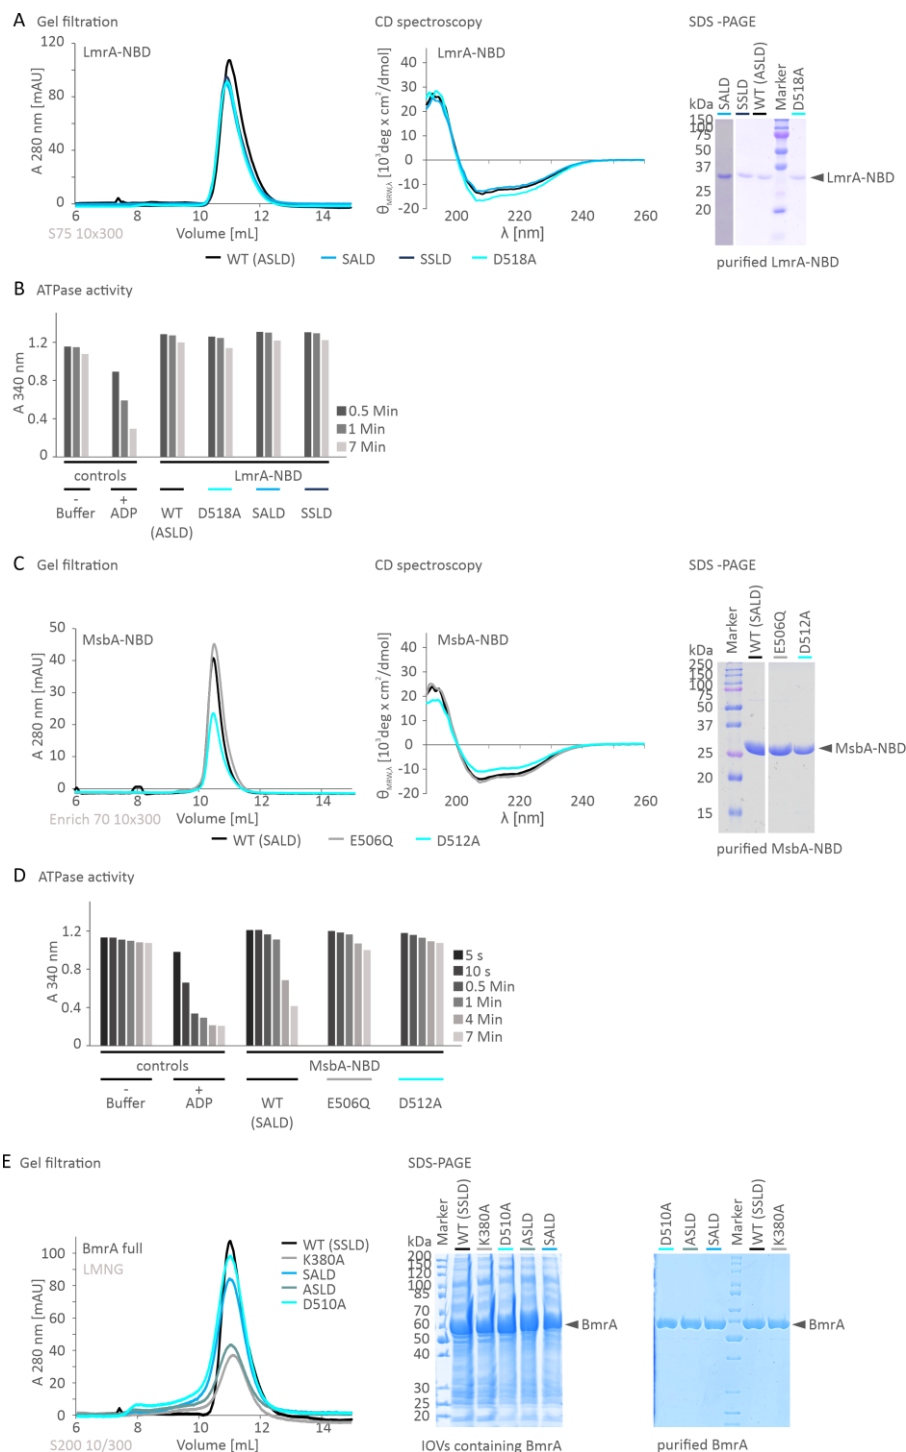 A Gel filtration
CD spectroscopy
SDS -PAGE
120
80
40
0
A 280 nm [mAU]
LmrA-NBD
6 8 10 12 14
Volume [mL]
S75 10x300
40
30
20
10
0
-10
-20
θMRW,λ [10³deg x cm²/dmol]
LmrA-NBD
200 220 240 260
λ [nm]
WT (ASLD) SALD SSLD D518A
SALD
SSLD
WT (ASLD)
Marker
D518A
kDa
150
100
75
50
37
25
20
LmrA-NBD
purified LmrA-NBD
B ATPase activity
A 340 nm
1.2
0.8
0.4
0
0.5 Min
1 Min
7 Min
controls LmrA-NBD
- + WT D518A SALD SSLD
Buffer ADP (ASLD)
C Gel filtration
CD spectroscopy
SDS -PAGE
50
40
30
20
10
0
A 280 nm [mAU]
MsbA-NBD
6 8 10 12 14
Volume [mL]
Enrich 70 10x300
40
30
20
10
0
-10
-20
θMRW,λ [10³deg x cm²/dmol]
MsbA-NBD
200 220 240 260
λ [nm]
WT (SALD) E506Q D512A
Marker
WT (SALD)
E506Q
D512A
kDa
250
150
100
75
50
37
25
20
15
MsbA-NBD
purified MsbA-NBD
D ATPase activity
A 340 nm
1.2
0.8
0.4
0
5 s
10 s
0.5 Min
1 Min
4 Min
7 Min
controls MsbA-NBD
- + WT E506Q D512A
Buffer ADP (SALD)
E Gel filtration
SDS-PAGE
100
80
60
40
20
0
A 280 nm [mAU]
BmrA full
LMNG
WT (SSLD)
K380A
SALD
ASLD
D510A
6 8 10 12 14
Volume [mL]
S200 10/300
Marker
WT (SSLD)
K380A
D510A
ASLD
SALD
200
150
120
100
85
70
60
50
40
30
25
20
BmrA
IOVs containing BmrA
D510A
ASLD
SALD
Marker
WT (SSLD)
K380A
BmrA
purified BmrA